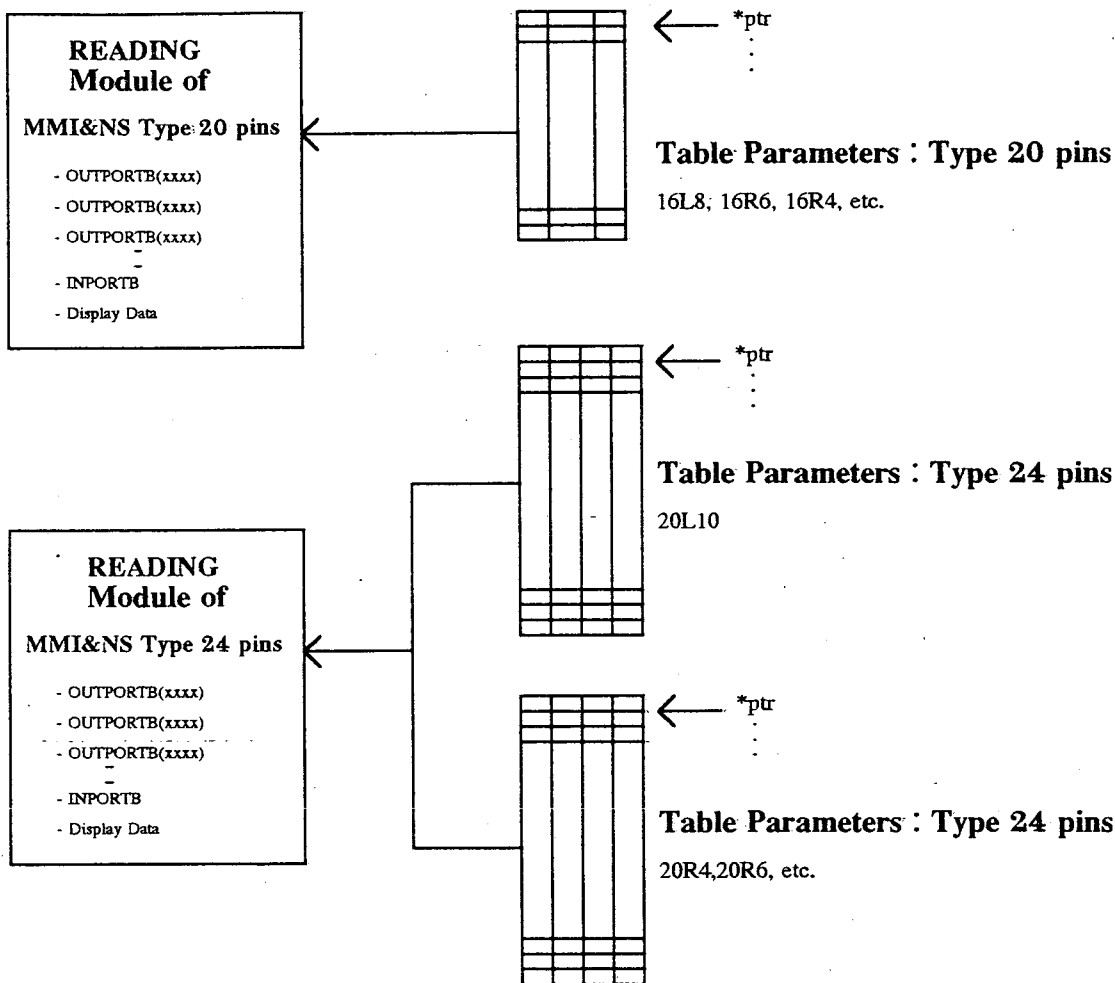 READING
Module of
MMI&NS Type 20 pins
- OUTPORTB(xxxx)
- OUTPORTB(xxxx)
- OUTPORTB(xxxx)
- INPORTB
- Display Data
*ptr
Table Parameters : Type 20 pins
16L8, 16R6, 16R4, etc.
*ptr
Table Parameters : Type 24 pins
20L10
READING
Module of
MMI&NS Type 24 pins
- OUTPORTB(xxxx)
- OUTPORTB(xxxx)
- OUTPORTB(xxxx)
- INPORTB
- Display Data
*ptr
Table Parameters : Type 24 pins
20R4,20R6, etc.